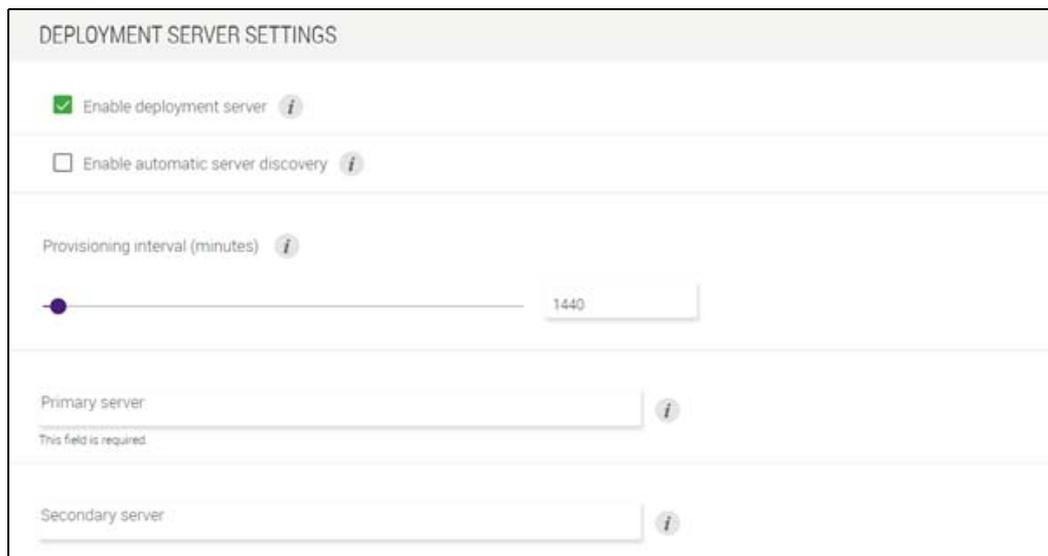 DEPLOYMENT SERVER SETTINGS
Enable deployment server i
Enable automatic server discovery i
Provisioning interval (minutes) i
1440
Primary server i
This field is required.
Secondary server i